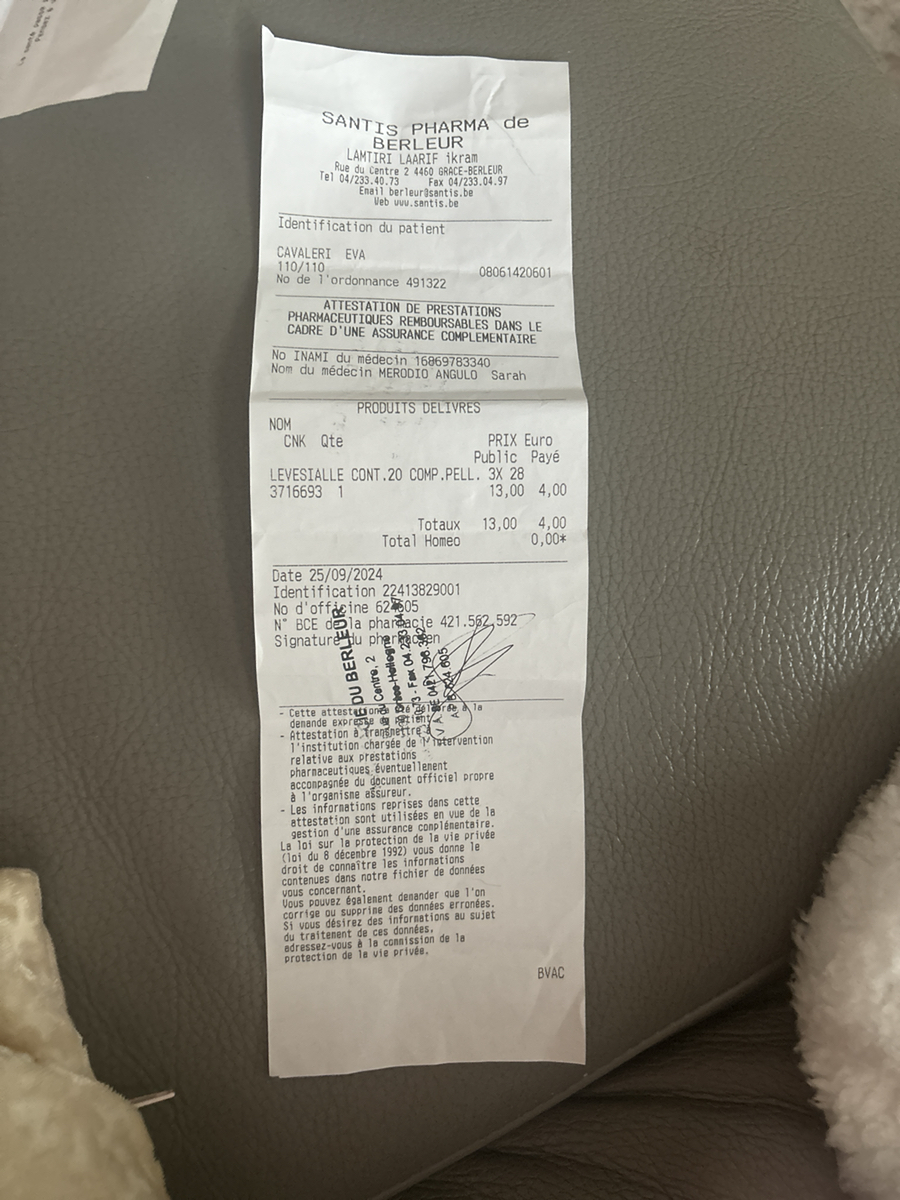 SANTIS PHARMA de
BERLEUR
LAMTIRI LAARIF ikram
Rue du Centre 2 4460 GRACE-BERLEUR
Tel 04/233.40.73 Fax 04/233.04.97
Email berleur@santis.be
Web www.santis.be
Identification du patient
CAVALERI EVA
110/110 08061420601
No de l'ordonnance 491322
ATTESTATION DE PRESTATIONS
PHARMACEUTIQUES REMBOURSABLES DANS LE
CADRE D'UNE ASSURANCE COMPLEMENTAIRE
No INAMI du médecin 16869783340
Nom du médecin MERODIO ANGULO Sarah
PRODUITS DELIVRES
NOM
CNK Qte PRIX Euro
Public Payé
LEVESIALLE CONT.20 COMP.PELL. 3X 28
3716693 1 13,00 4,00
Totaux 13,00 4,00
Total Homeo 0,00*
Date 25/09/2024
Identification 22413829001
No d'officine 624605
N° BCE de la pharmacie 421.562.592
Signature du pharmacien
DU BERLEUR
Centre, 2
- Cette attestation a été délivrée à la
demande expresse du patient
- Attestation à transmettre à
l'institution chargée de l'intervention
relative aux prestations
pharmaceutiques éventuellement
accompagnée du document officiel propre
à l'organisme assureur.
- Les informations reprises dans cette
attestation sont utilisées en vue de la
gestion d'une assurance complémentaire.
La loi sur la protection de la vie privée
(loi du 8 décembre 1992) vous donne le
droit de connaître les informations
contenues dans notre fichier de données
vous concernant.
Vous pouvez également demander que l'on
corrige ou supprime des données erronées.
Si vous désirez des informations au sujet
du traitement de ces données,
adressez-vous à la commission de la
protection de la vie privée.
BVAC